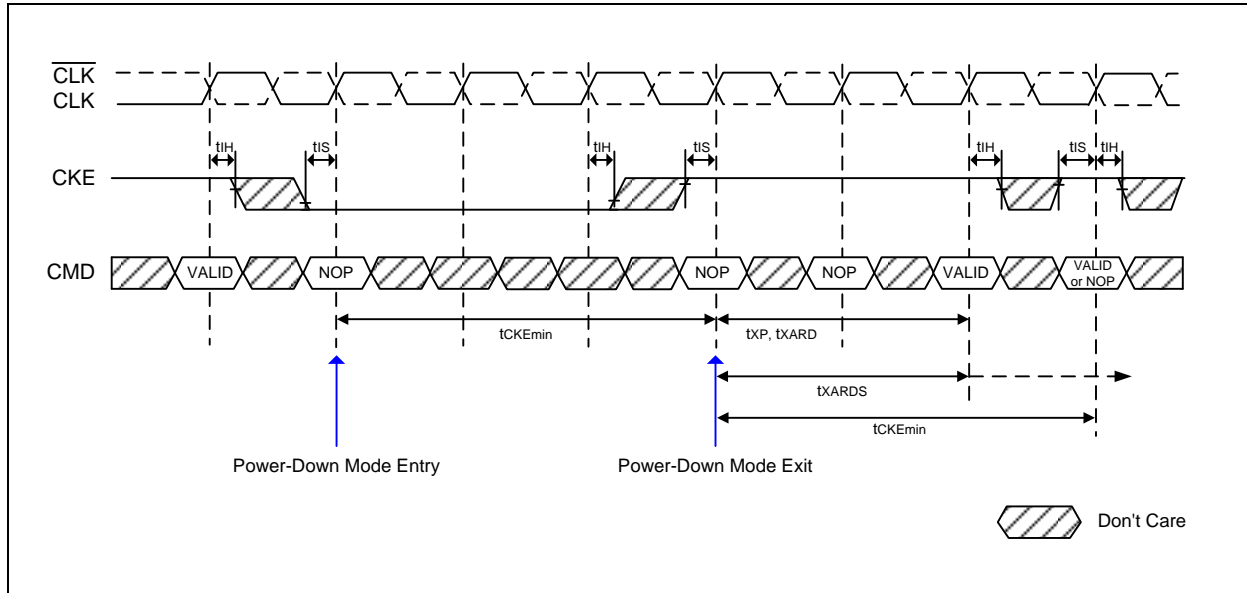 CLK
CLK
tIH
tIS
tIH
tIS
tIH
tIS
tIH
CKE
CMD
VALID
NOP
NOP
NOP
VALID
VALID
or NOP
tCKEmin
tXP, tXARD
tXARDS
tCKEmin
Power-Down Mode Entry
Power-Down Mode Exit
Don't Care